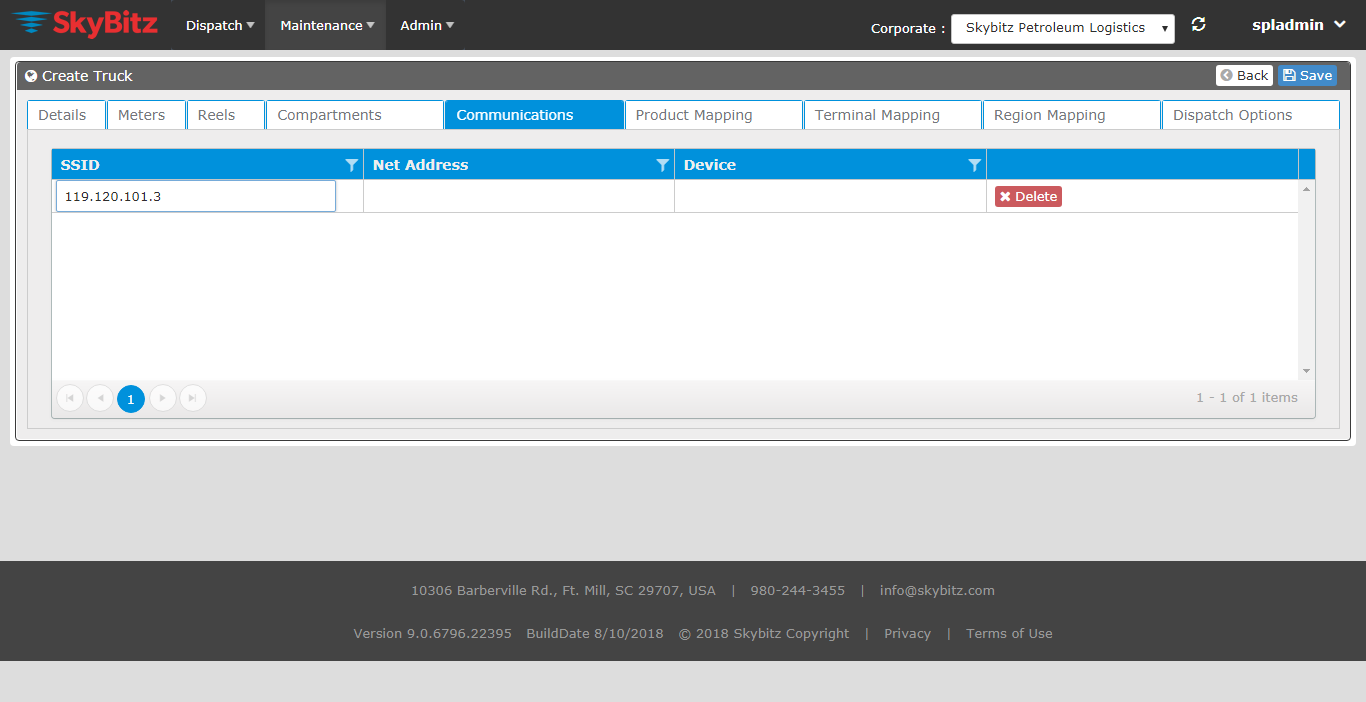 SkyBitz Dispatch Maintenance Admin Corporate : Skybitz Petroleum Logistics spladmin
Create Truck Back Save
Details Meters Reels Compartments Communications Product Mapping Terminal Mapping Region Mapping Dispatch Options
SSID Net Address Device
119.120.101.3 Delete
1 1 - 1 of 1 items
10306 Barberville Rd., Ft. Mill, SC 29707, USA | 980-244-3455 | info@skybitz.com
Version 9.0.6796.22395 BuildDate 8/10/2018 © 2018 Skybitz Copyright | Privacy | Terms of Use